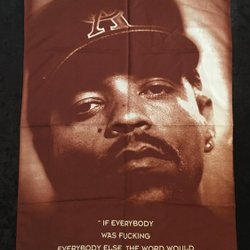 " IF EVERYBODY
WAS FUCKING
EVERYBODY ELSE, THE WORD WOULD